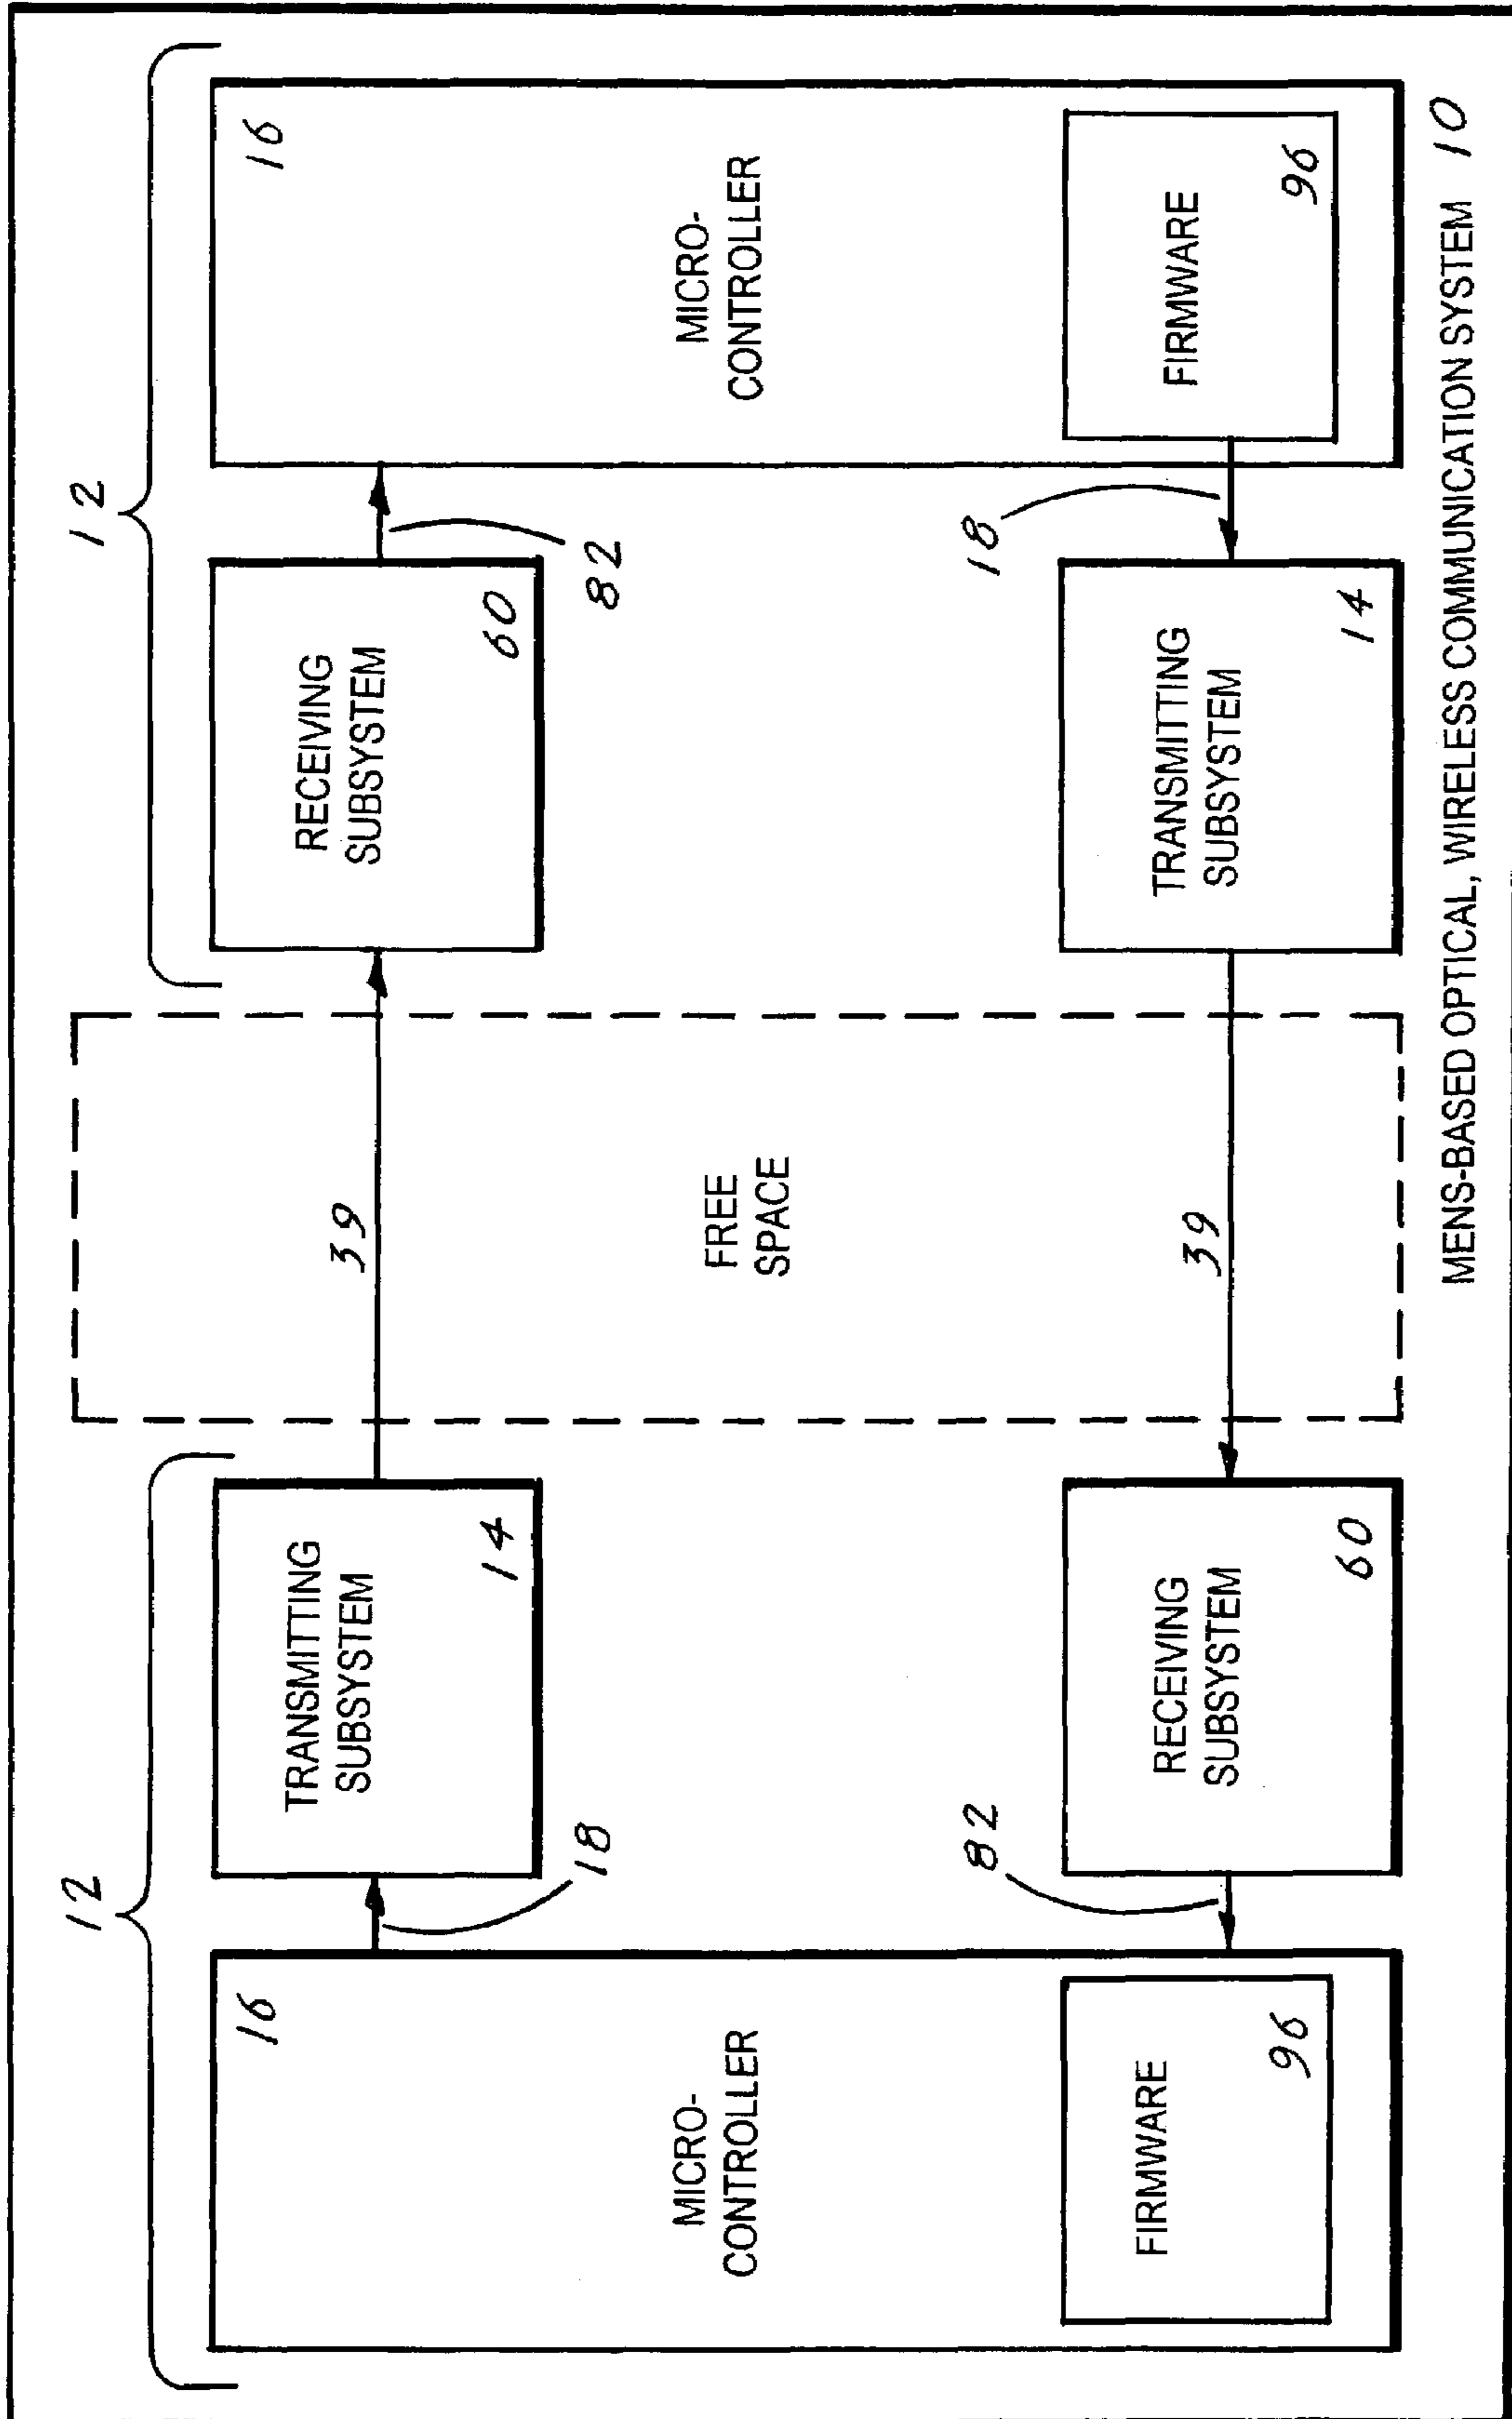 12
12
16
MICRO-
CONTROLLER
FIRMWARE
96
18
82
TRANSMITTING
SUBSYSTEM
14
RECEIVING
SUBSYSTEM
60
39
FREE
SPACE
39
RECEIVING
SUBSYSTEM
60
TRANSMITTING
SUBSYSTEM
14
82
18
16
MICRO-
CONTROLLER
FIRMWARE
96
MENS-BASED OPTICAL, WIRELESS COMMUNICATION SYSTEM 10